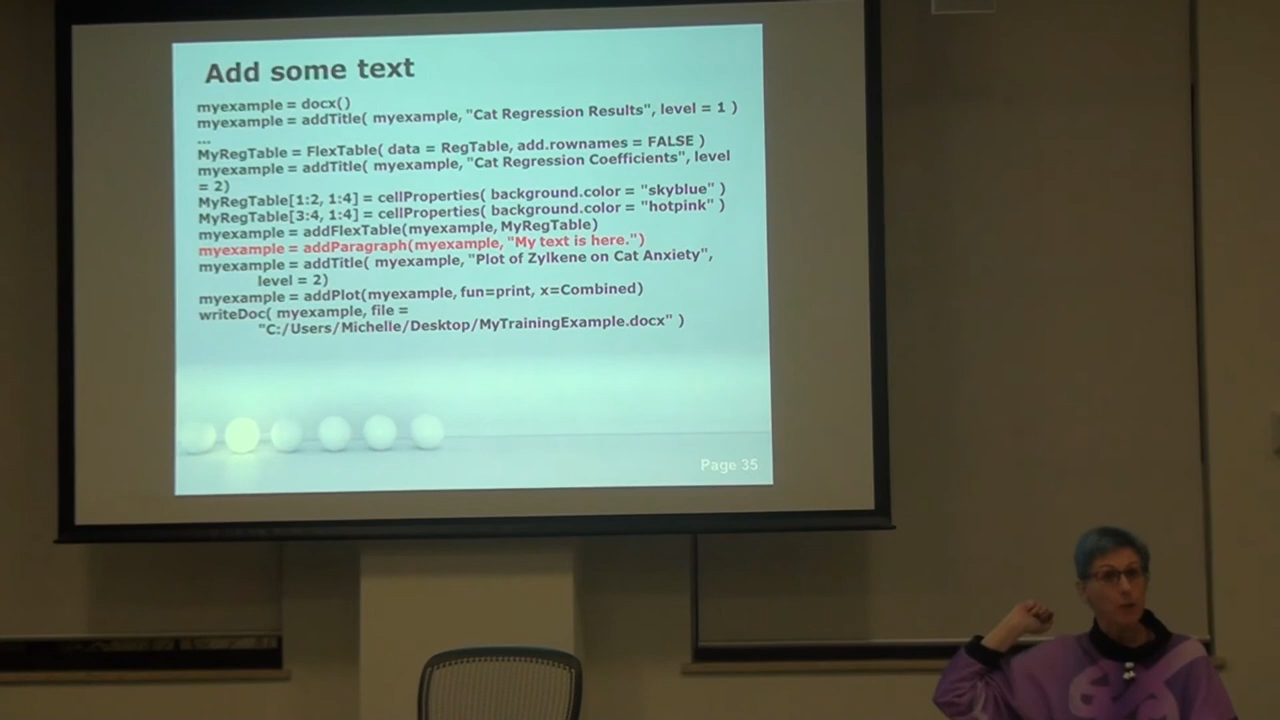 Add some text
myexample = docx()
myexample = addTitle( myexample, "Cat Regression Results", level = 1 )
...
MyRegTable = FlexTable( data = RegTable, add.rownames = FALSE )
myexample = addTitle( myexample, "Cat Regression Coefficients", level
= 2)
MyRegTable[1:2, 1:4] = cellProperties( background.color = "skyblue" )
MyRegTable[3:4, 1:4] = cellProperties( background.color = "hotpink" )
myexample = addFlexTable(myexample, MyRegTable)
myexample = addParagraph(myexample, "My text is here.")
myexample = addTitle( myexample, "Plot of Zylkene on Cat Anxiety",
level = 2)
myexample = addPlot(myexample, fun=print, x=Combined)
writeDoc( myexample, file =
"C:/Users/Michelle/Desktop/MyTrainingExample.docx" )
Page 35